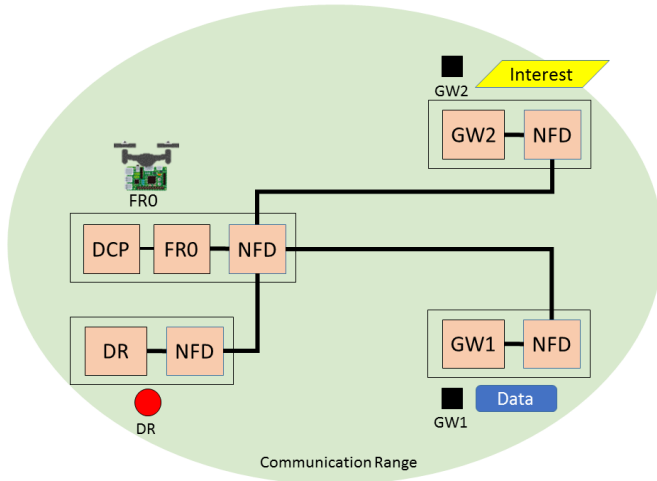 Interest
GW2
GW2
NFD
FR0
DCP
FR0
NFD
DR
NFD
GW1
NFD
DR
GW1
Data
Communication Range